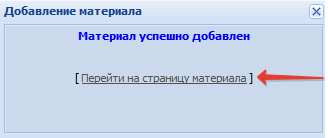 Добавление материала
Материал успешно добавлен
[ Перейти на страницу материала ]